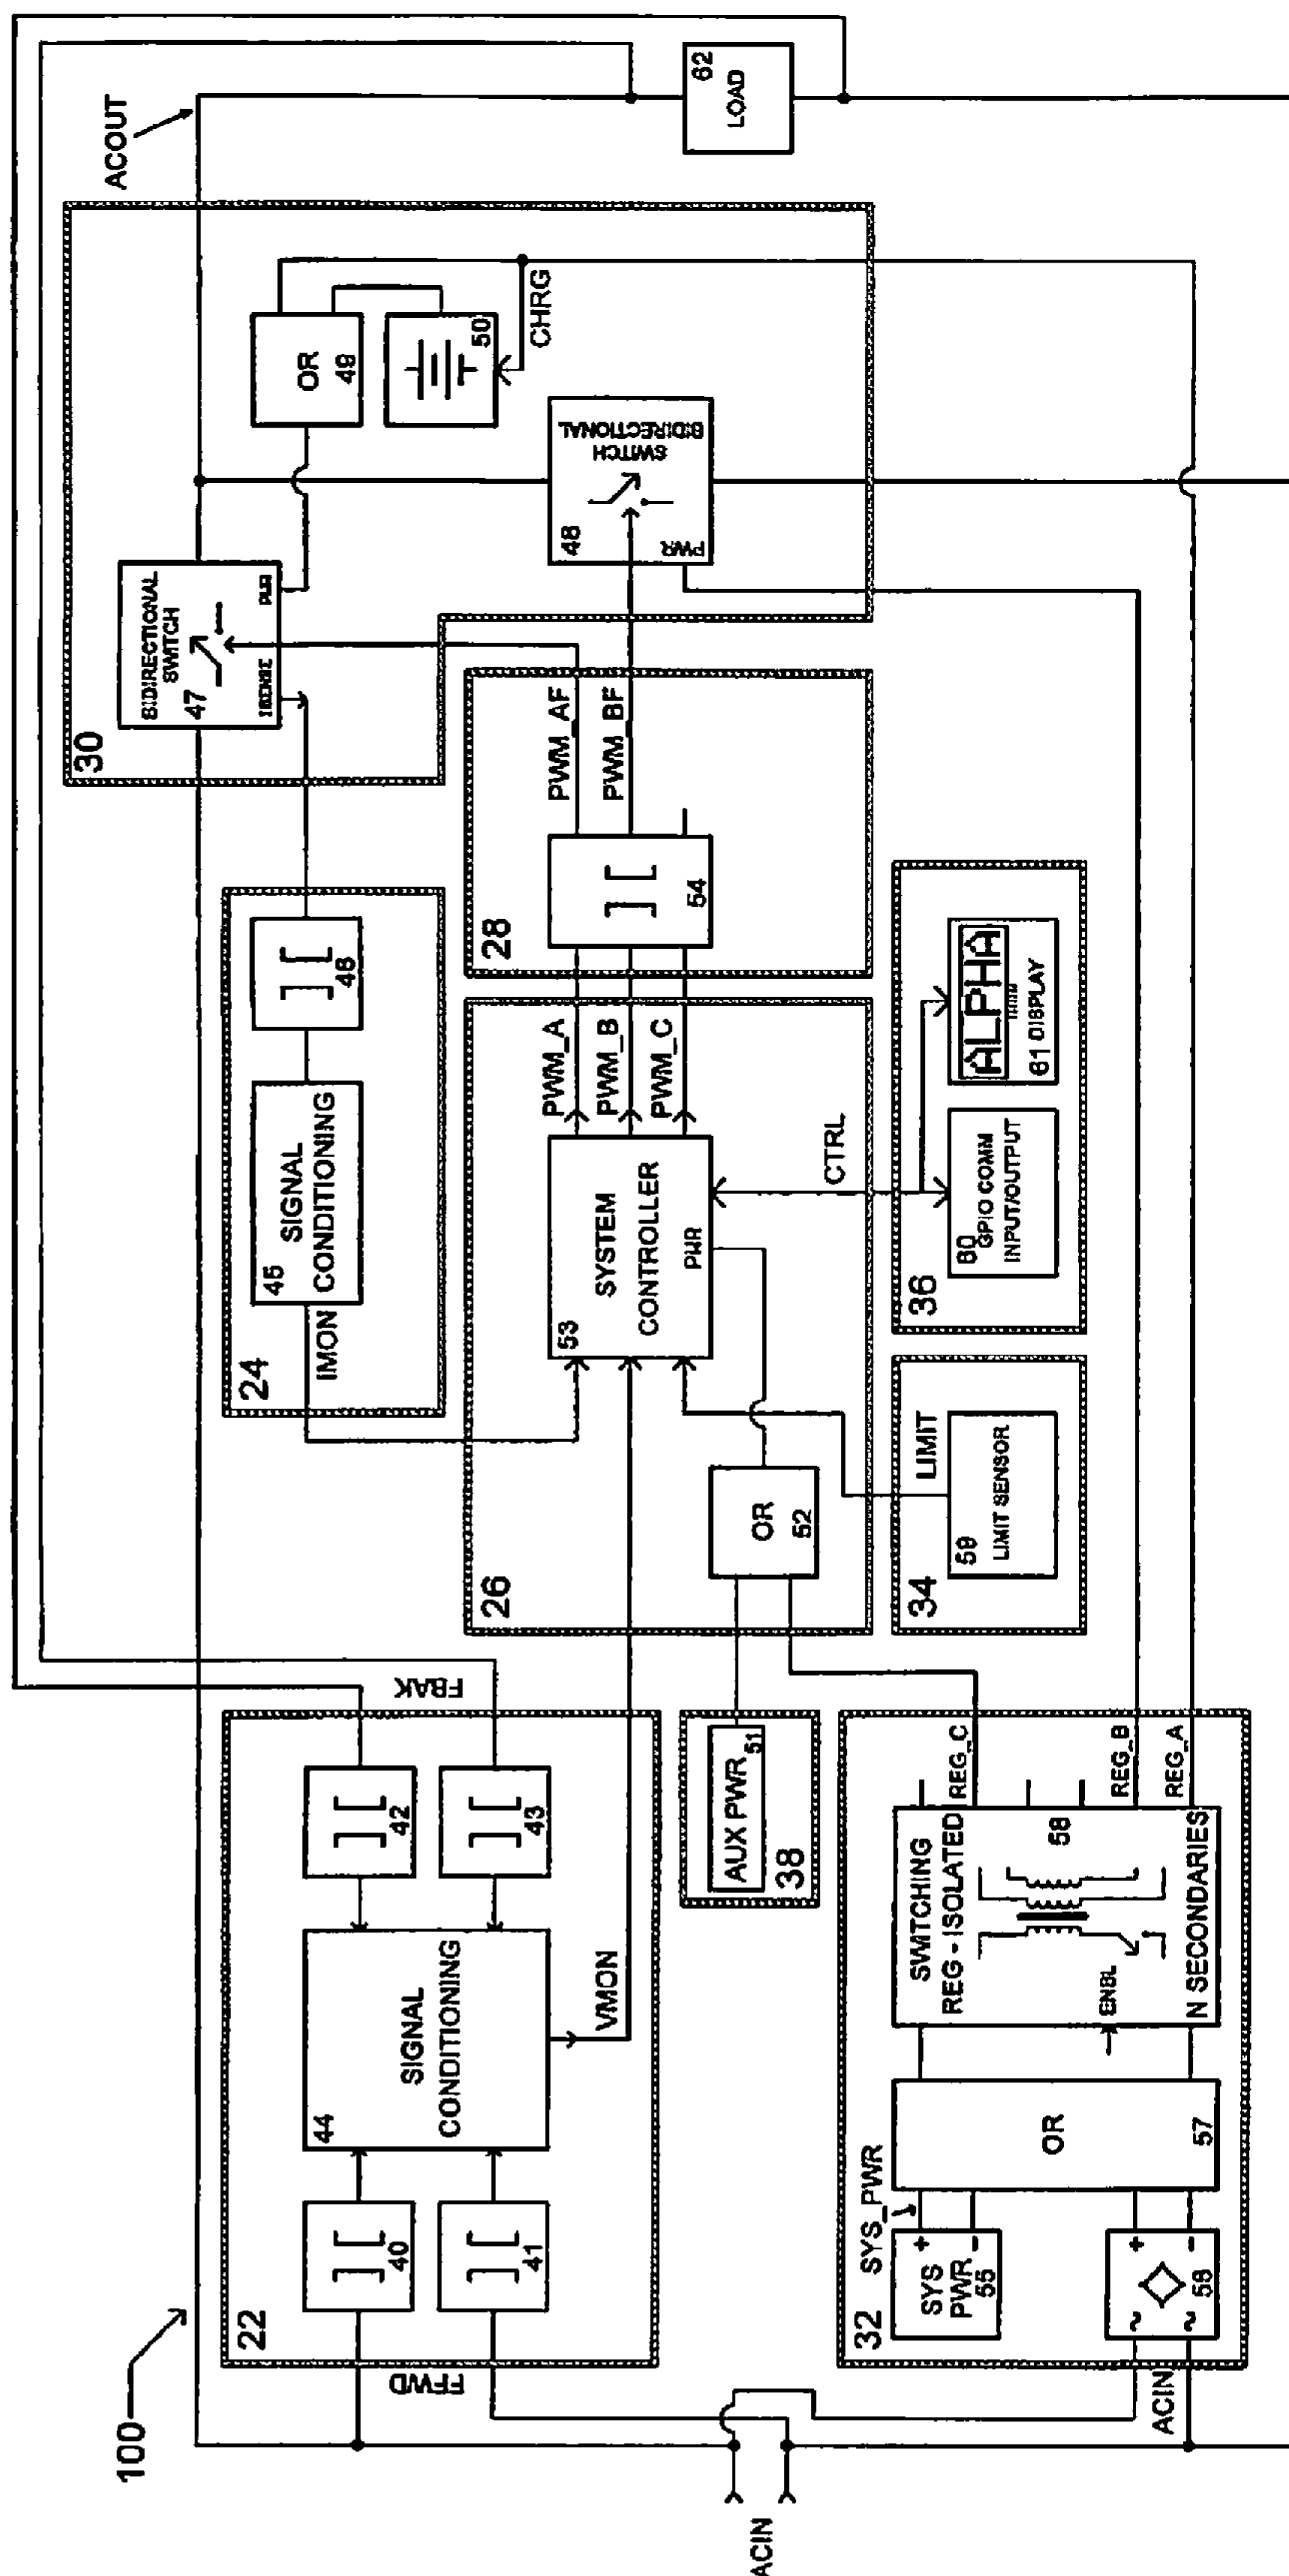 100
ACIN
22
FFWD
40
41
44
SIGNAL
CONDITIONING
42
43
FBAK
VMON
24
45
SIGNAL
CONDITIONING
IMON
46
30
BIDIRECTIONAL
SWITCH
47
ISENSE
PWR
OR
49
50
CHRG
48
BIDIRECTIONAL
SWITCH
PWR
ACOUT
62
LOAD
26
53
SYSTEM
CONTROLLER
PWR
PWM_A
PWM_B
PWM_C
OR
52
28
54
PWM_AF
PWM_BF
CTRL
38
AUX PWR
51
34
59
LIMIT SENSOR
LIMIT
36
60
GPIO COMM
INPUT/OUTPUT
ALPHA
61 DISPLAY
32
SYS_PWR
SYS
PWR
55
+
-
ACIN
~
~
+
-
56
OR
57
SWITCHING
REG - ISOLATED
58
ENBL
N SECONDARIES
REG_C
REG_B
REG_A